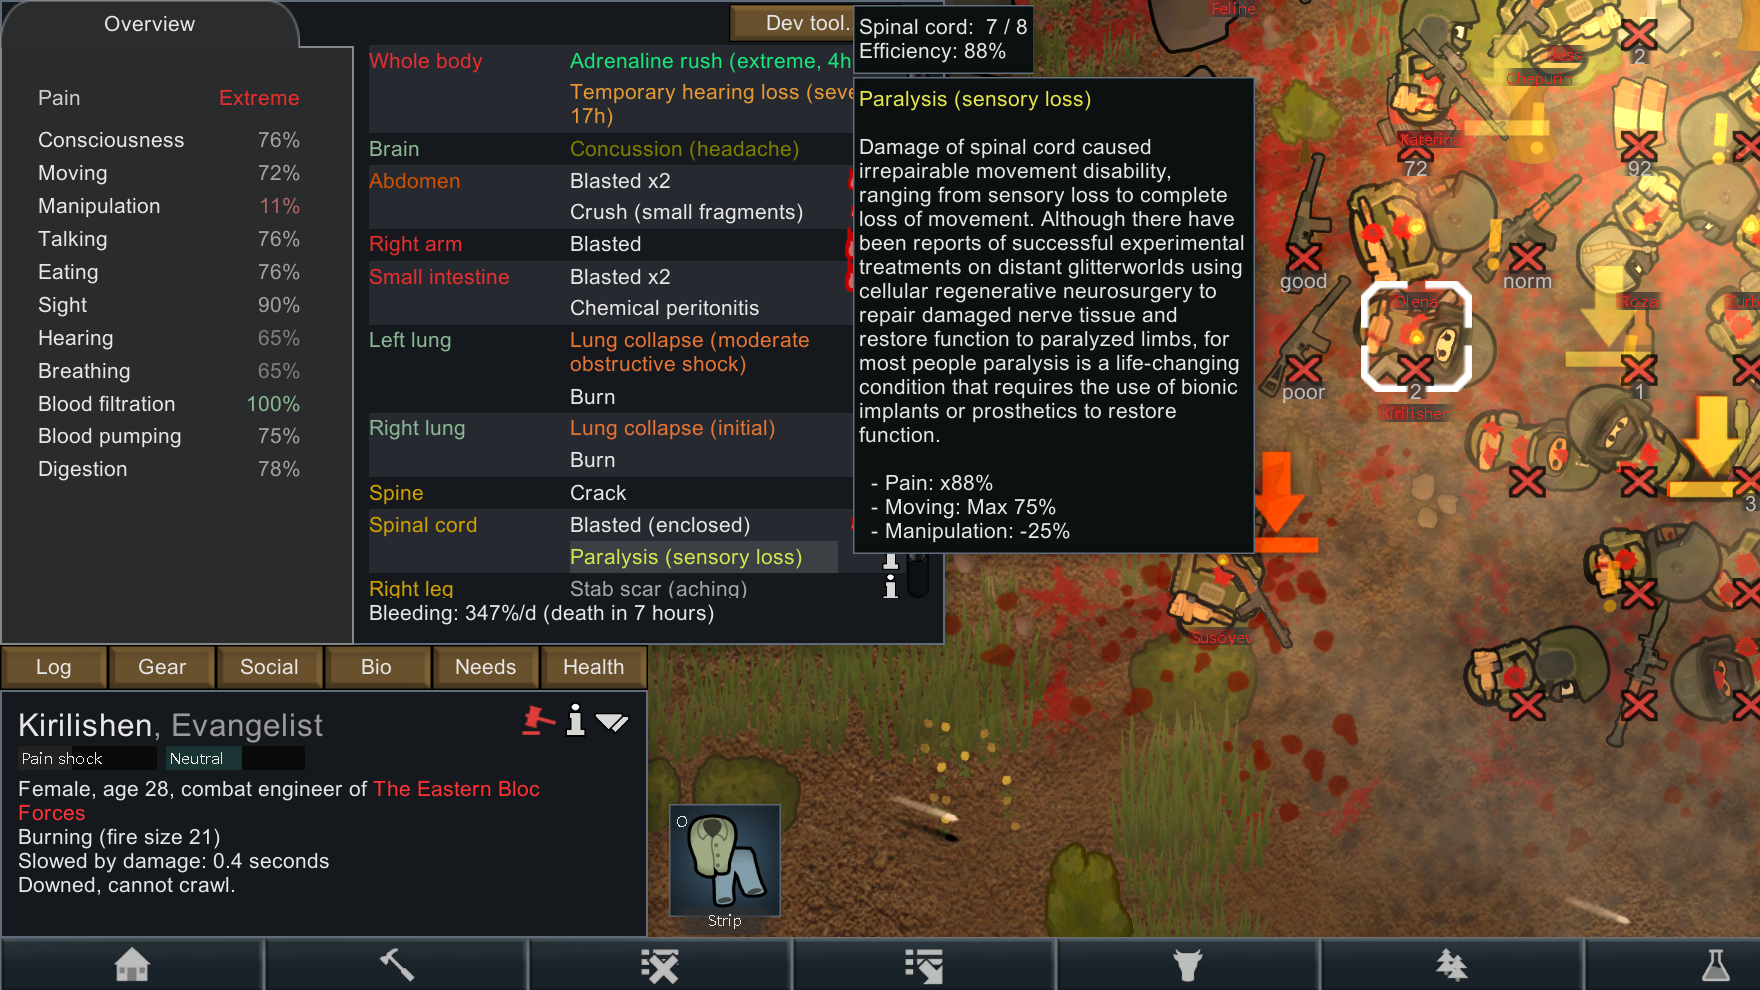 Overview
Pain Extreme
Consciousness 76%
Moving 72%
Manipulation 11%
Talking 76%
Eating 76%
Sight 90%
Hearing 65%
Breathing 65%
Blood filtration 100%
Blood pumping 75%
Digestion 78%
Dev tool.
Whole body Adrenaline rush (extreme, 4h
Temporary hearing loss (seve
17h)
Brain Concussion (headache)
Abdomen Blasted x2
Crush (small fragments)
Right arm Blasted
Small intestine Blasted x2
Chemical peritonitis
Left lung Lung collapse (moderate
obstructive shock)
Burn
Right lung Lung collapse (initial)
Burn
Spine Crack
Spinal cord Blasted (enclosed)
Paralysis (sensory loss)
Right leg Stab scar (aching)
Bleeding: 347%/d (death in 7 hours)
Spinal cord: 7 / 8
Efficiency: 88%
Paralysis (sensory loss)
Damage of spinal cord caused
irrepairable movement disability,
ranging from sensory loss to complete
loss of movement. Although there have
been reports of successful experimental
treatments on distant glitterworlds using
cellular regenerative neurosurgery to
repair damaged nerve tissue and
restore function to paralyzed limbs, for
most people paralysis is a life-changing
condition that requires the use of bionic
implants or prosthetics to restore
function.
- Pain: x88%
- Moving: Max 75%
- Manipulation: -25%
Log Gear Social Bio Needs Health
Kirilishen, Evangelist
Pain shock Neutral
Female, age 28, combat engineer of The Eastern Bloc
Forces
Burning (fire size 21)
Slowed by damage: 0.4 seconds
Downed, cannot crawl.
Strip
Feline
2
Chepurin
Katerina
72
92
good
norm
Olena
Roza
poor
2
1
Kirilishen
3
Susoyev